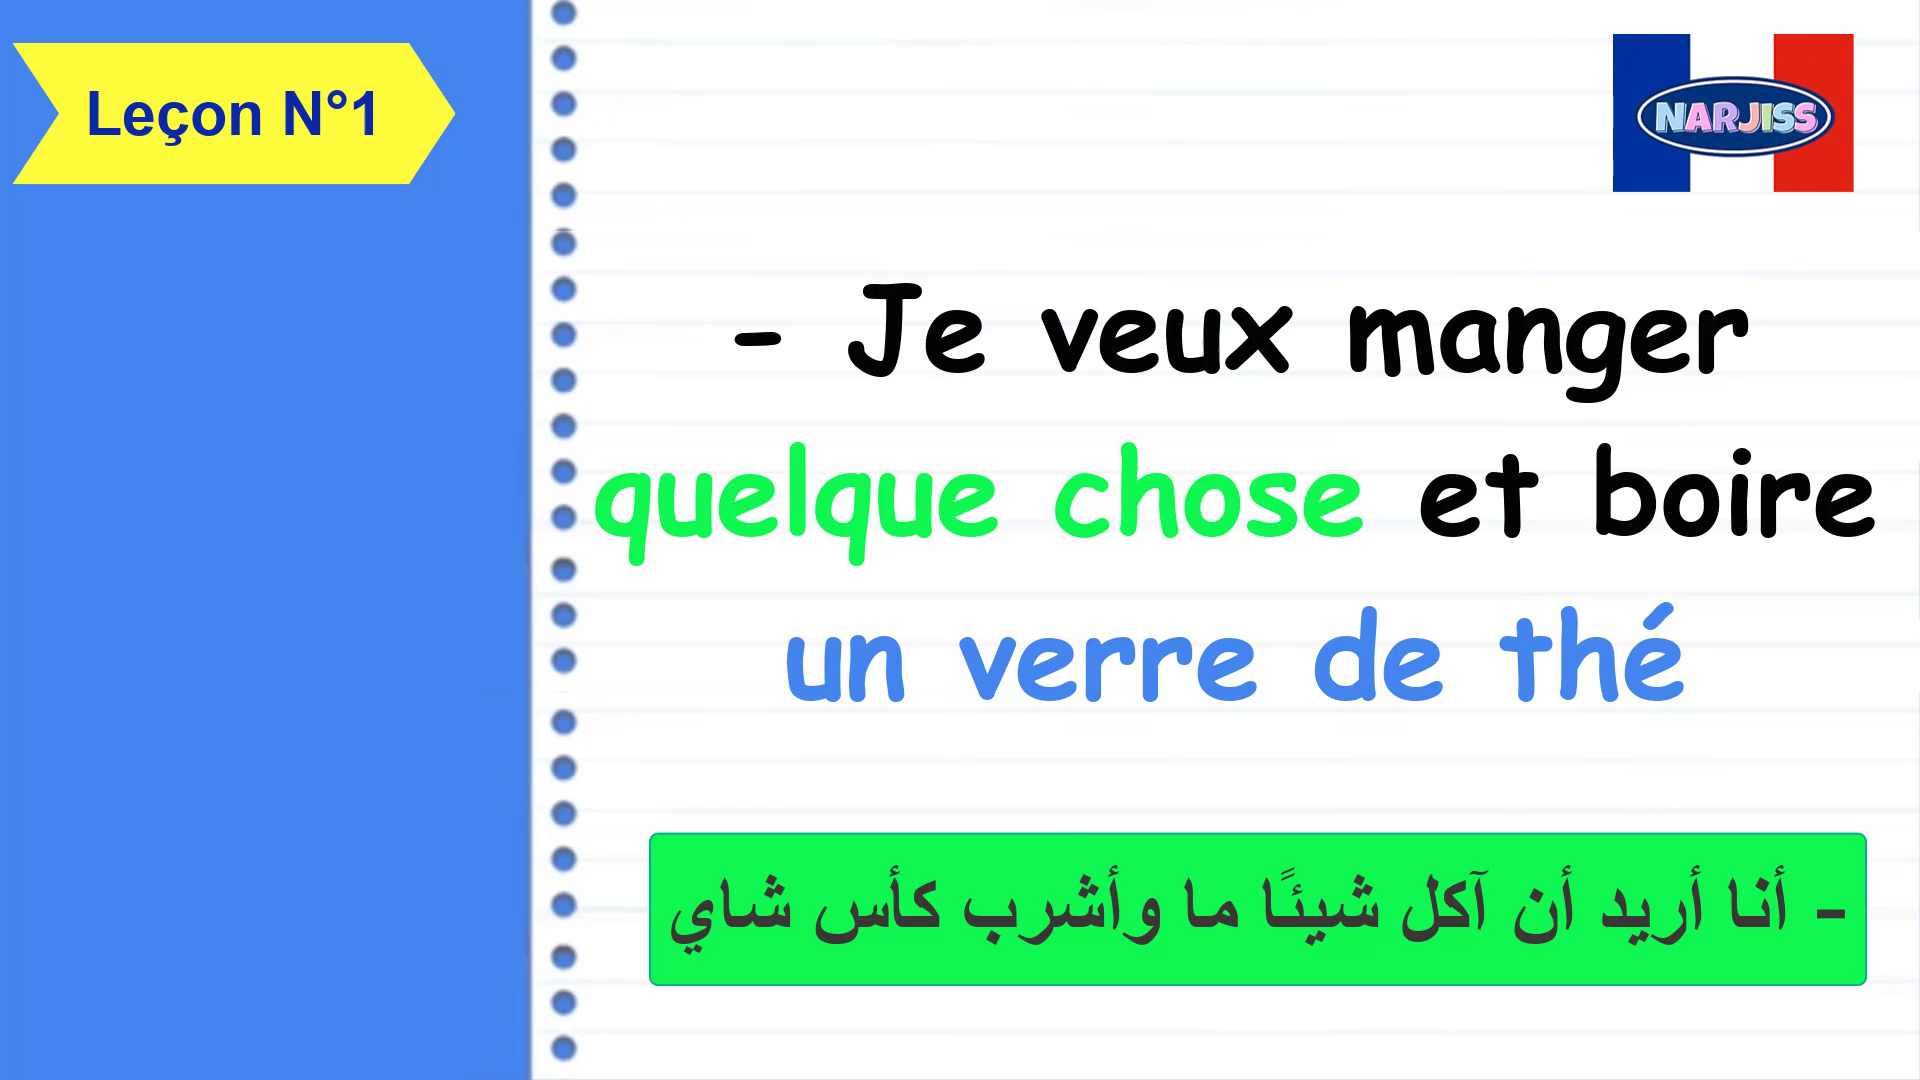 Leçon N°1
NARJISS
- Je veux manger
quelque chose et boire
un verre de thé
- أنا أريد أن آكل شيئًا ما وأشرب كأس شاي